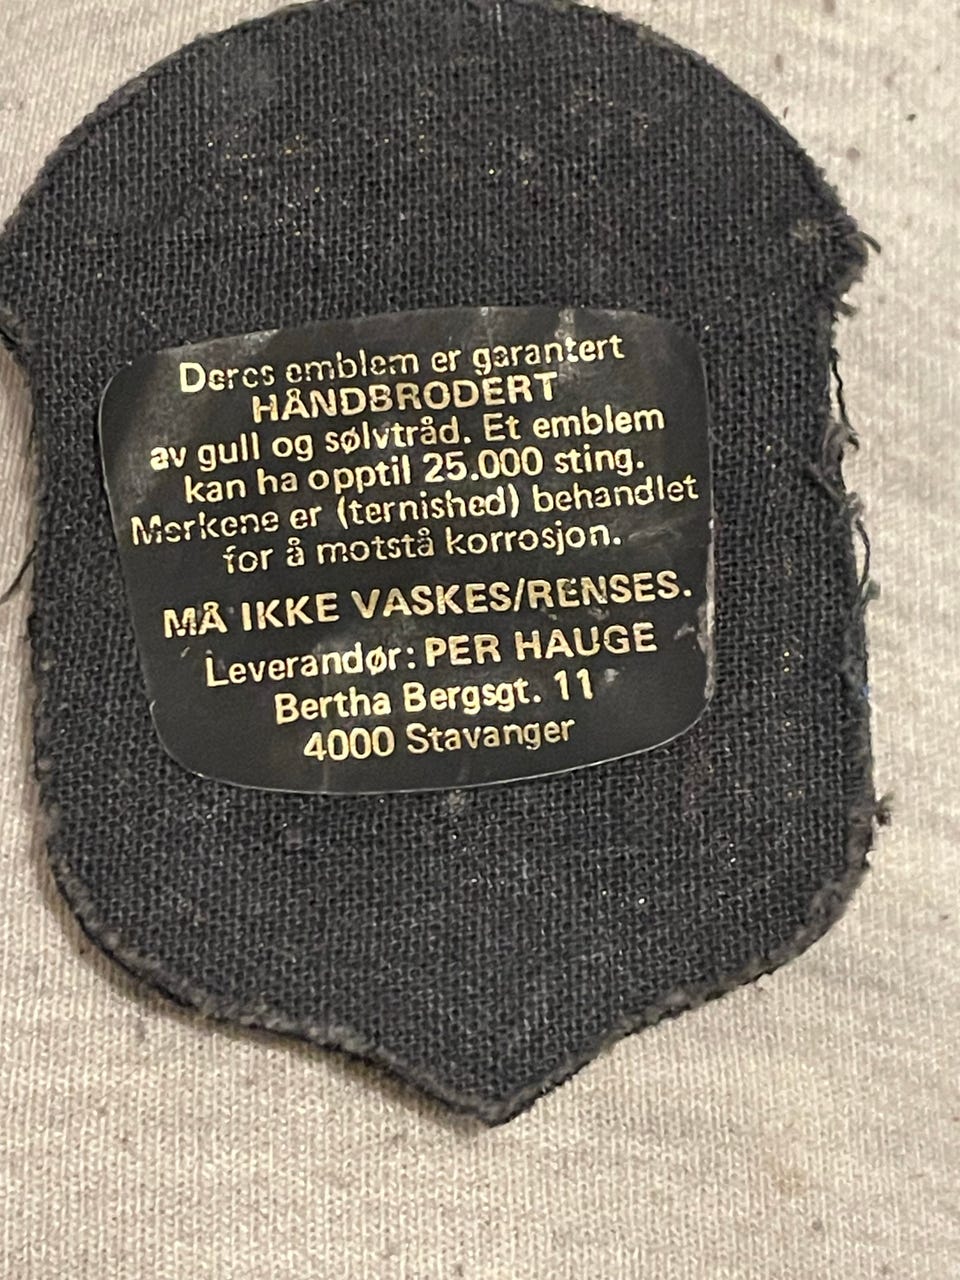 Deres emblem er garantert
HÅNDBRODERT
av gull og sølvtråd. Et emblem
kan ha opptil 25.000 sting.
Merkene er (ternished) behandlet
for å motstå korrosjon.
MÅ IKKE VASKES/RENSES.
Leverandør: PER HAUGE
Bertha Bergsgt. 11
4000 Stavanger